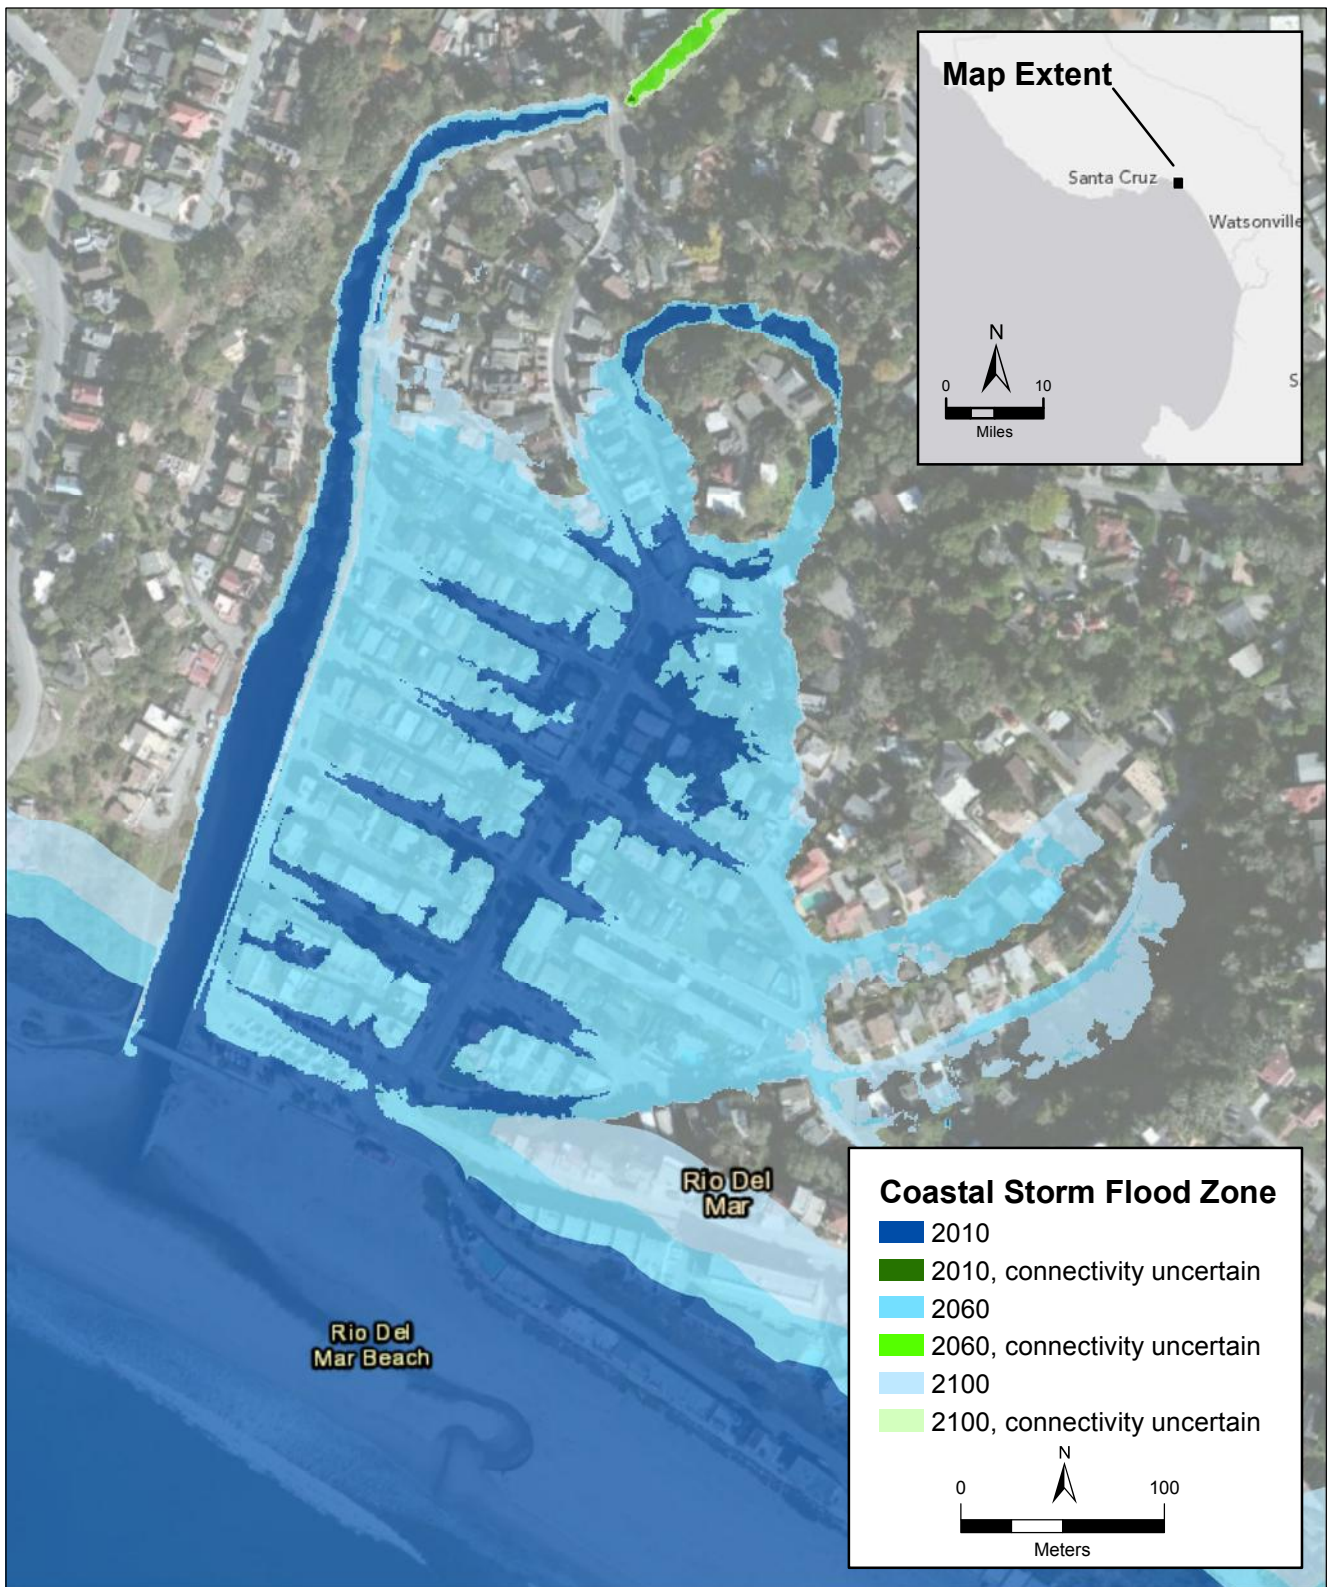 Map Extent
Santa Cruz
Watsonville
S
N
0 10
Miles
Rio Del
Mar
Rio Del
Mar Beach
Coastal Storm Flood Zone
2010
2010, connectivity uncertain
2060
2060, connectivity uncertain
2100
2100, connectivity uncertain
N
0 100
Meters